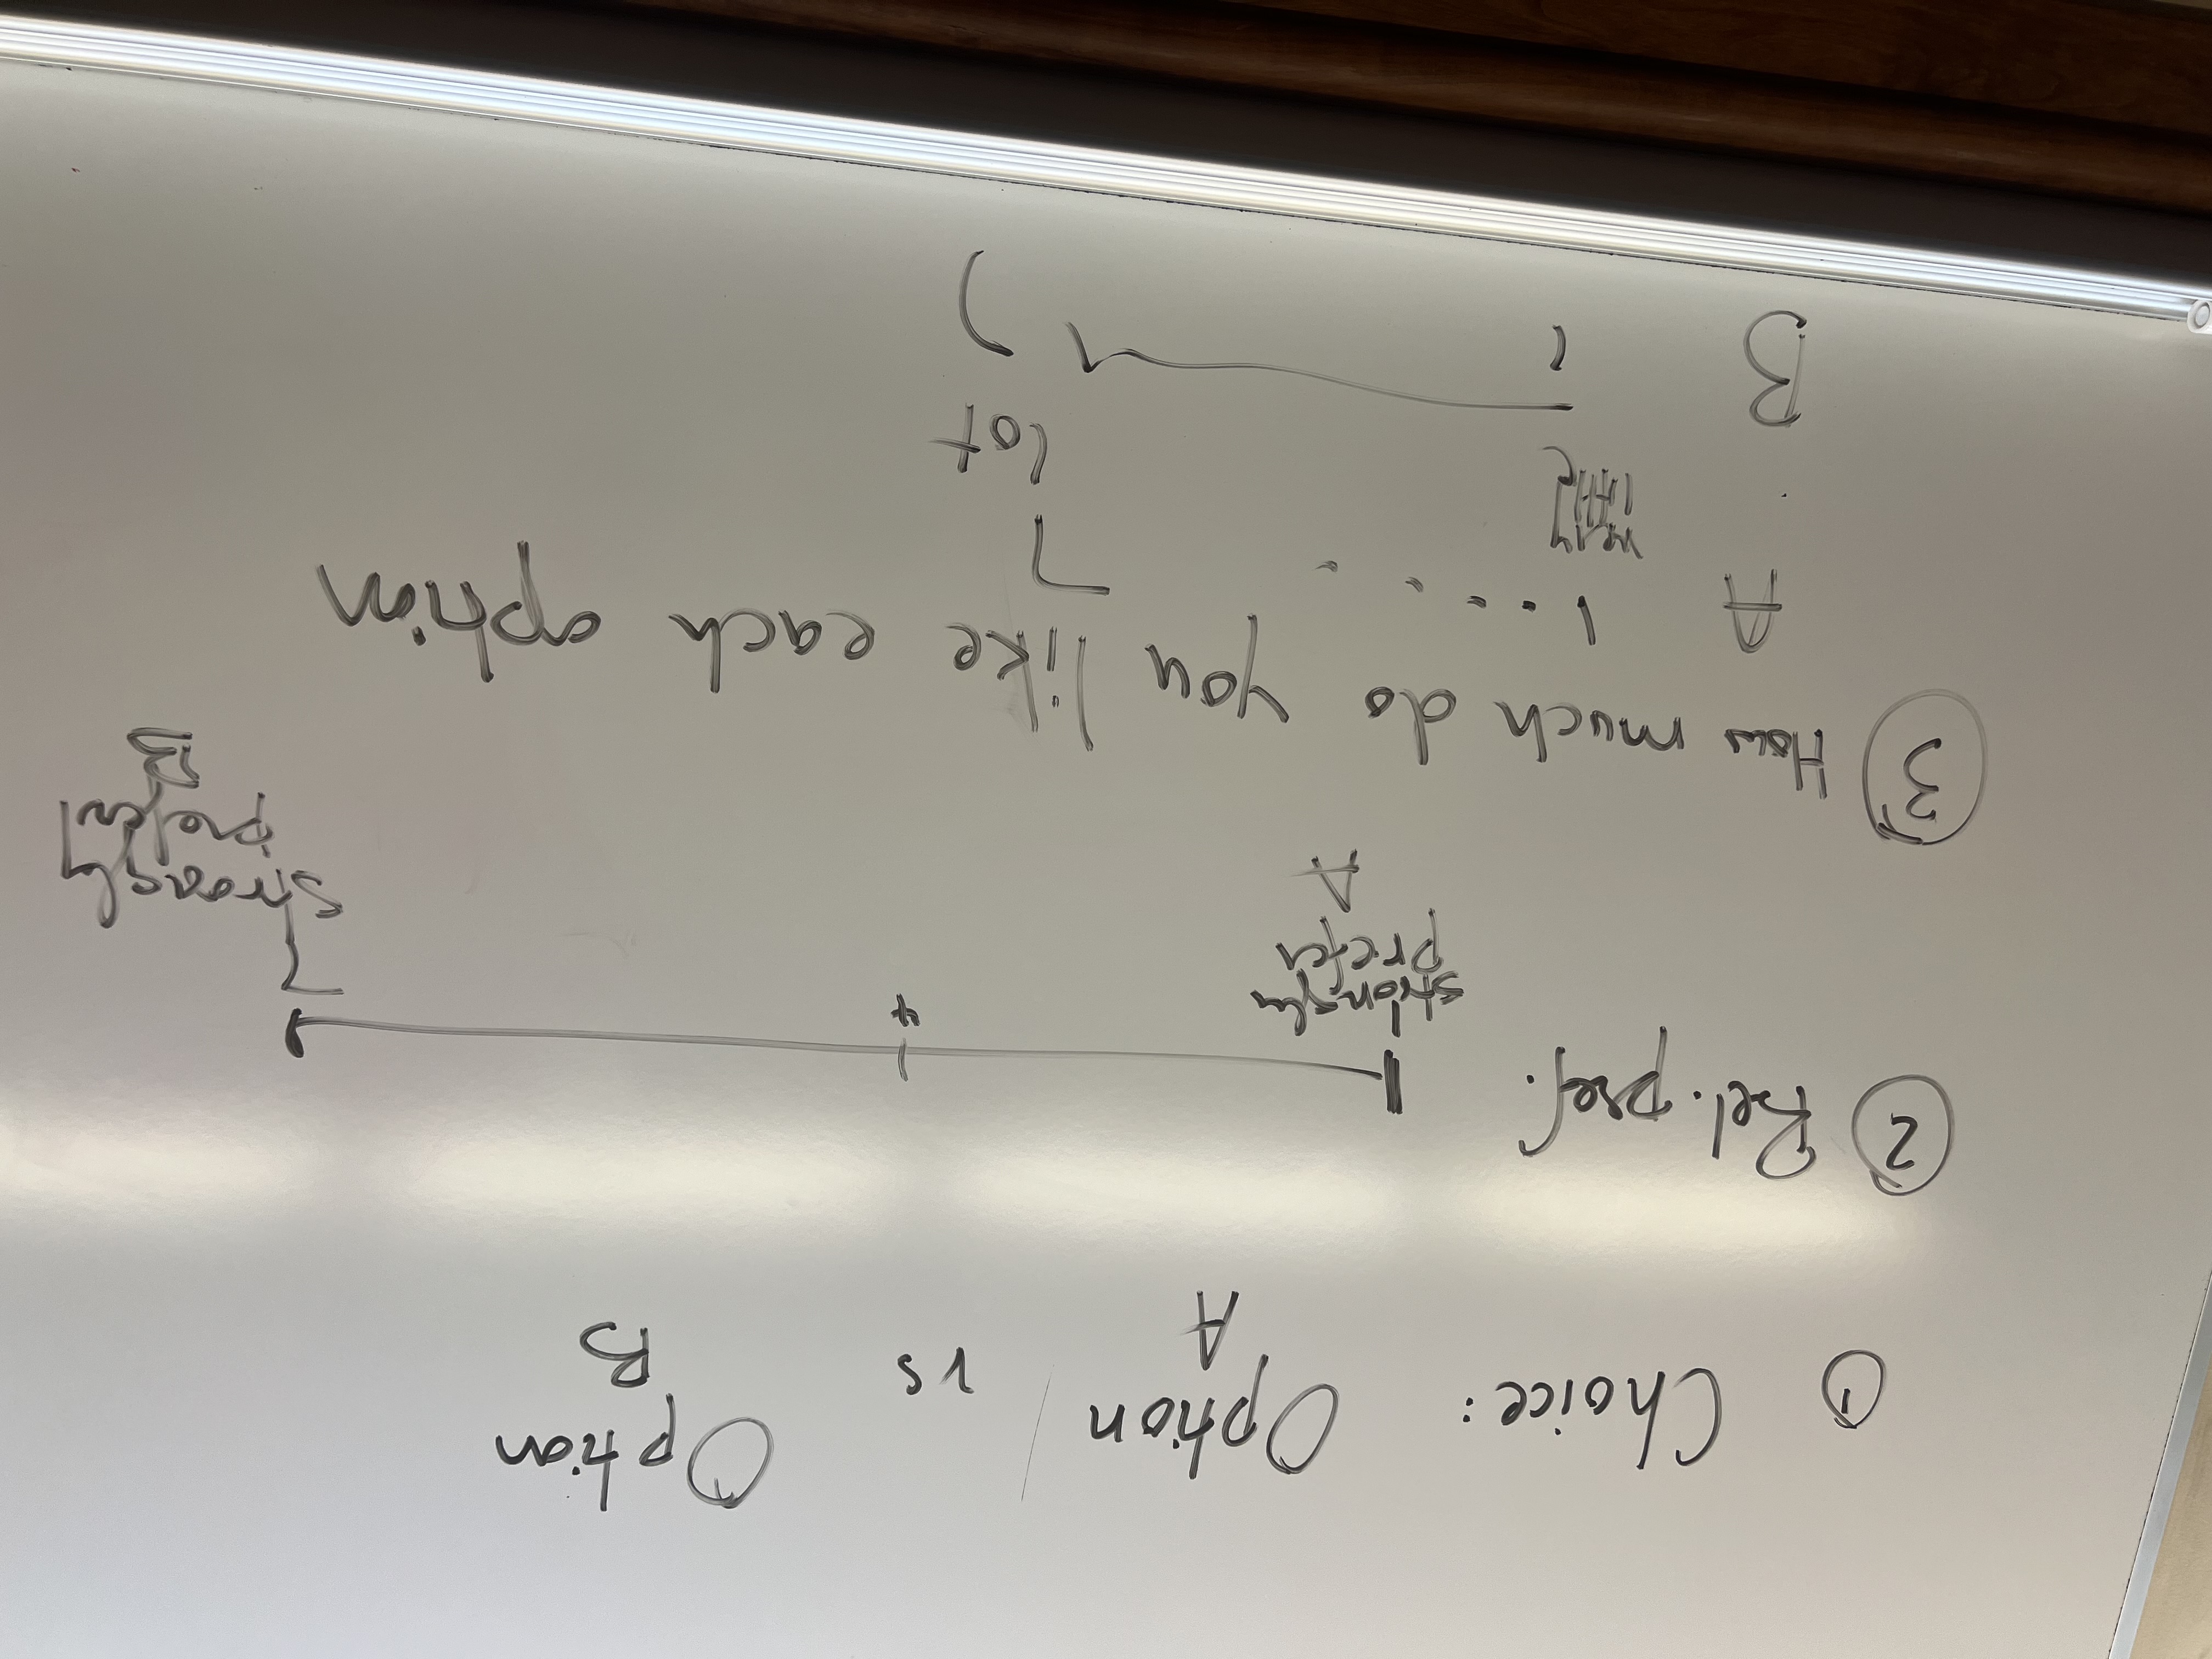 ① Choice: Option A vs Option B
② Rel. pref.
1 4 7
strongly prefer A
strongly prefer B
③ How much do you like each option
A 1 . . . . 7
very little
lot
B 1 7